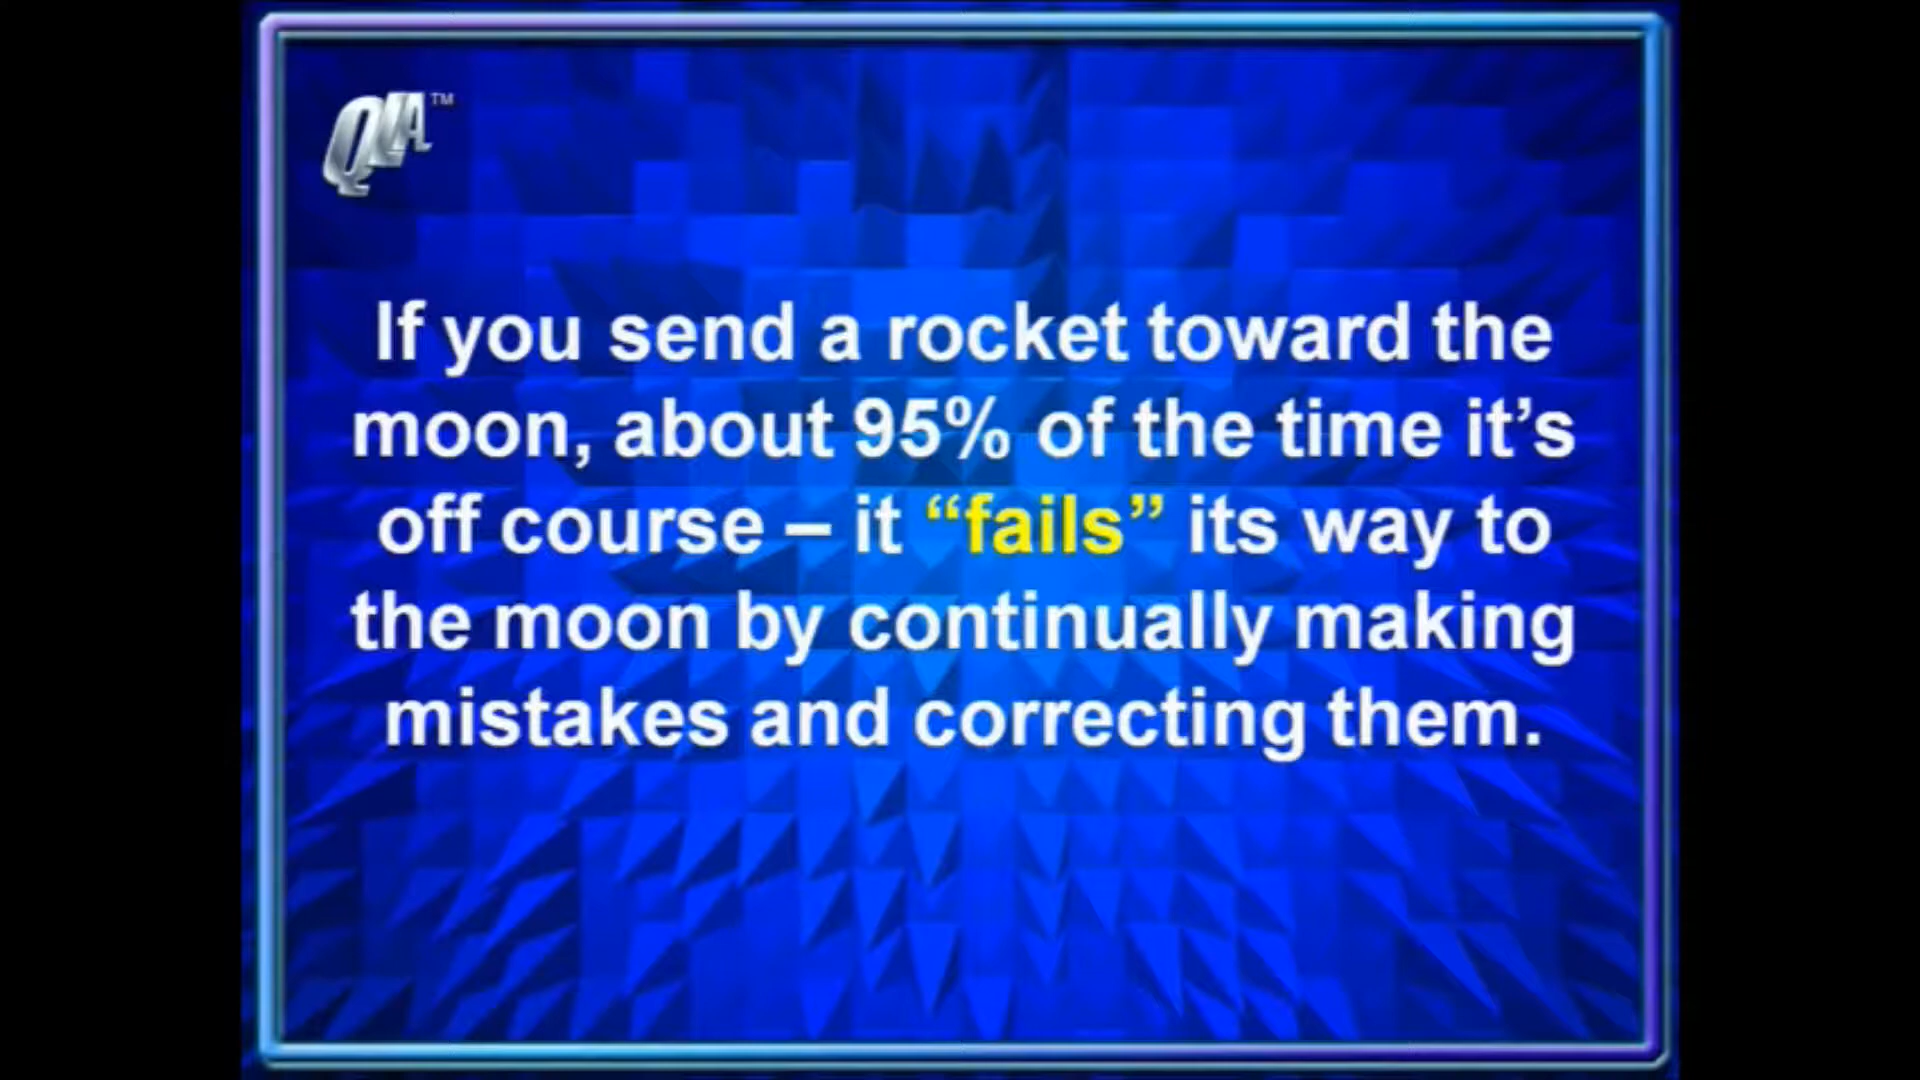 QLA™
If you send a rocket toward the
moon, about 95% of the time it’s
off course – it “fails” its way to
the moon by continually making
mistakes and correcting them.